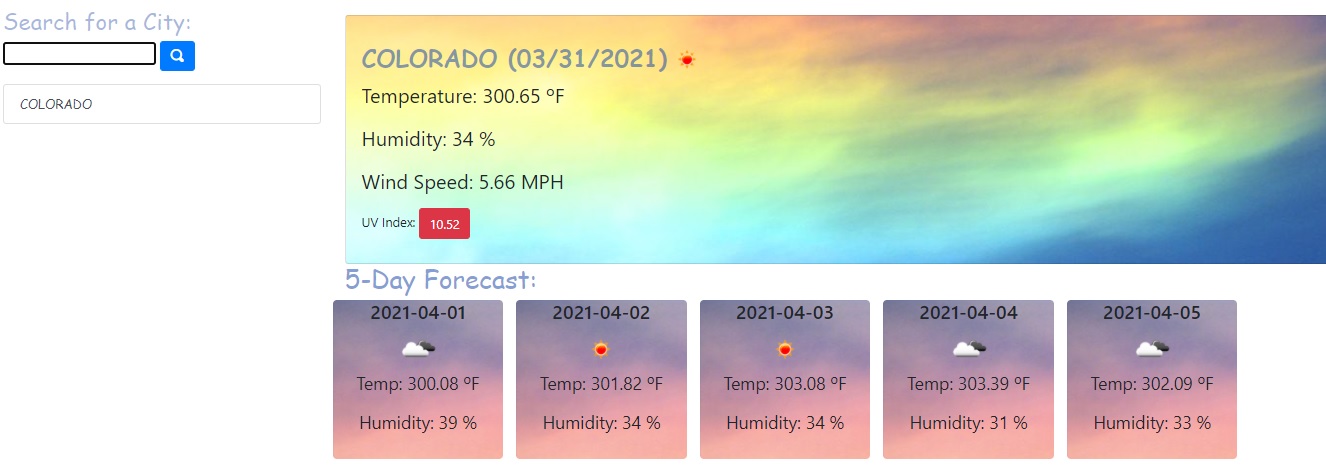 Search for a City:
COLORADO
COLORADO (03/31/2021)
Temperature: 300.65 ºF
Humidity: 34 %
Wind Speed: 5.66 MPH
UV Index: 10.52
5-Day Forecast:
2021-04-01
Temp: 300.08 ºF
Humidity: 39 %
2021-04-02
Temp: 301.82 ºF
Humidity: 34 %
2021-04-03
Temp: 303.08 ºF
Humidity: 34 %
2021-04-04
Temp: 303.39 ºF
Humidity: 31 %
2021-04-05
Temp: 302.09 ºF
Humidity: 33 %